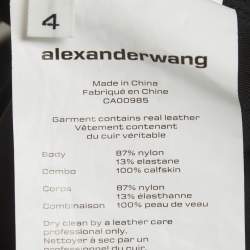 4
alexanderwang
Made in China
Fabriqué en Chine
CA00985
Garment contains real leather
Vêtement contenant
du cuir véritable
Body 87% nylon
13% elastane
Combo 100% calfskin
Corps 87% nylon
13% élasthanne
Combinaison 100% peau de veau
Dry clean by a leather care
professional only.
Nettoyer à sec par un
professionnel du cuir